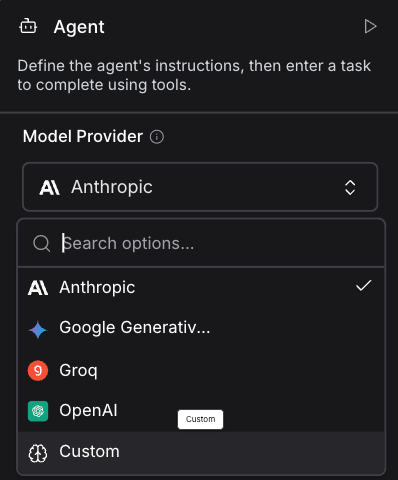 Agent
Define the agent's instructions, then enter a task
to complete using tools.
Model Provider
Anthropic
Search options...
Anthropic
Google Generativ...
Groq
OpenAI
Custom
Custom